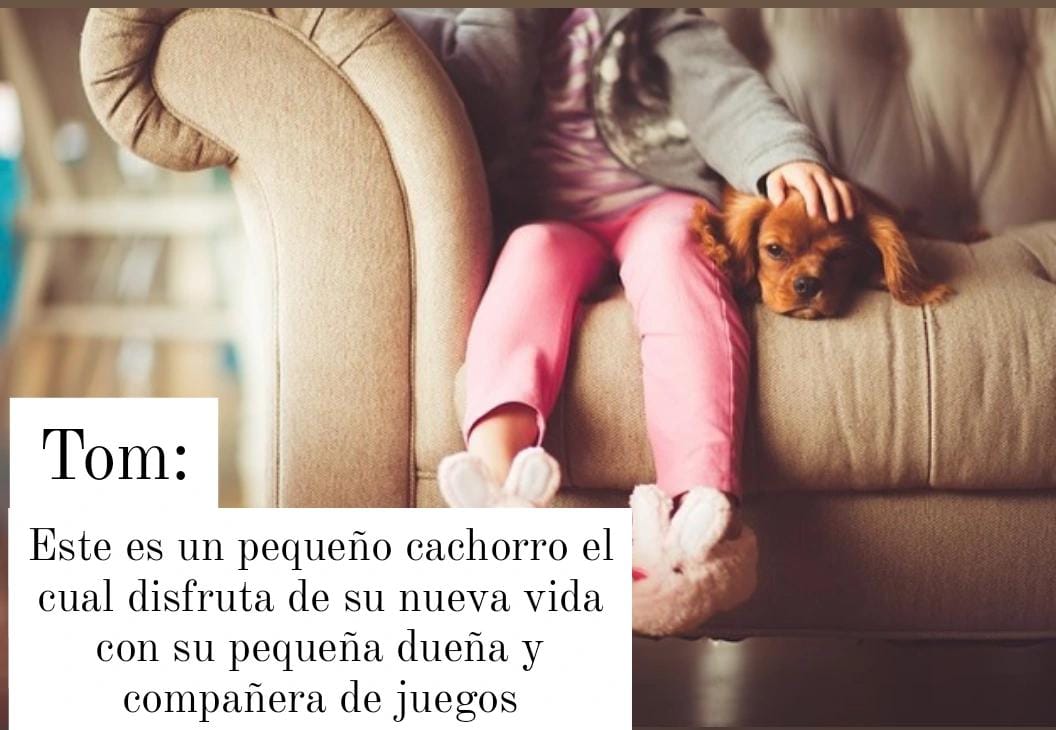 Tom:
Este es un pequeño cachorro el
cual disfruta de su nueva vida
con su pequeña dueña y
compañera de juegos